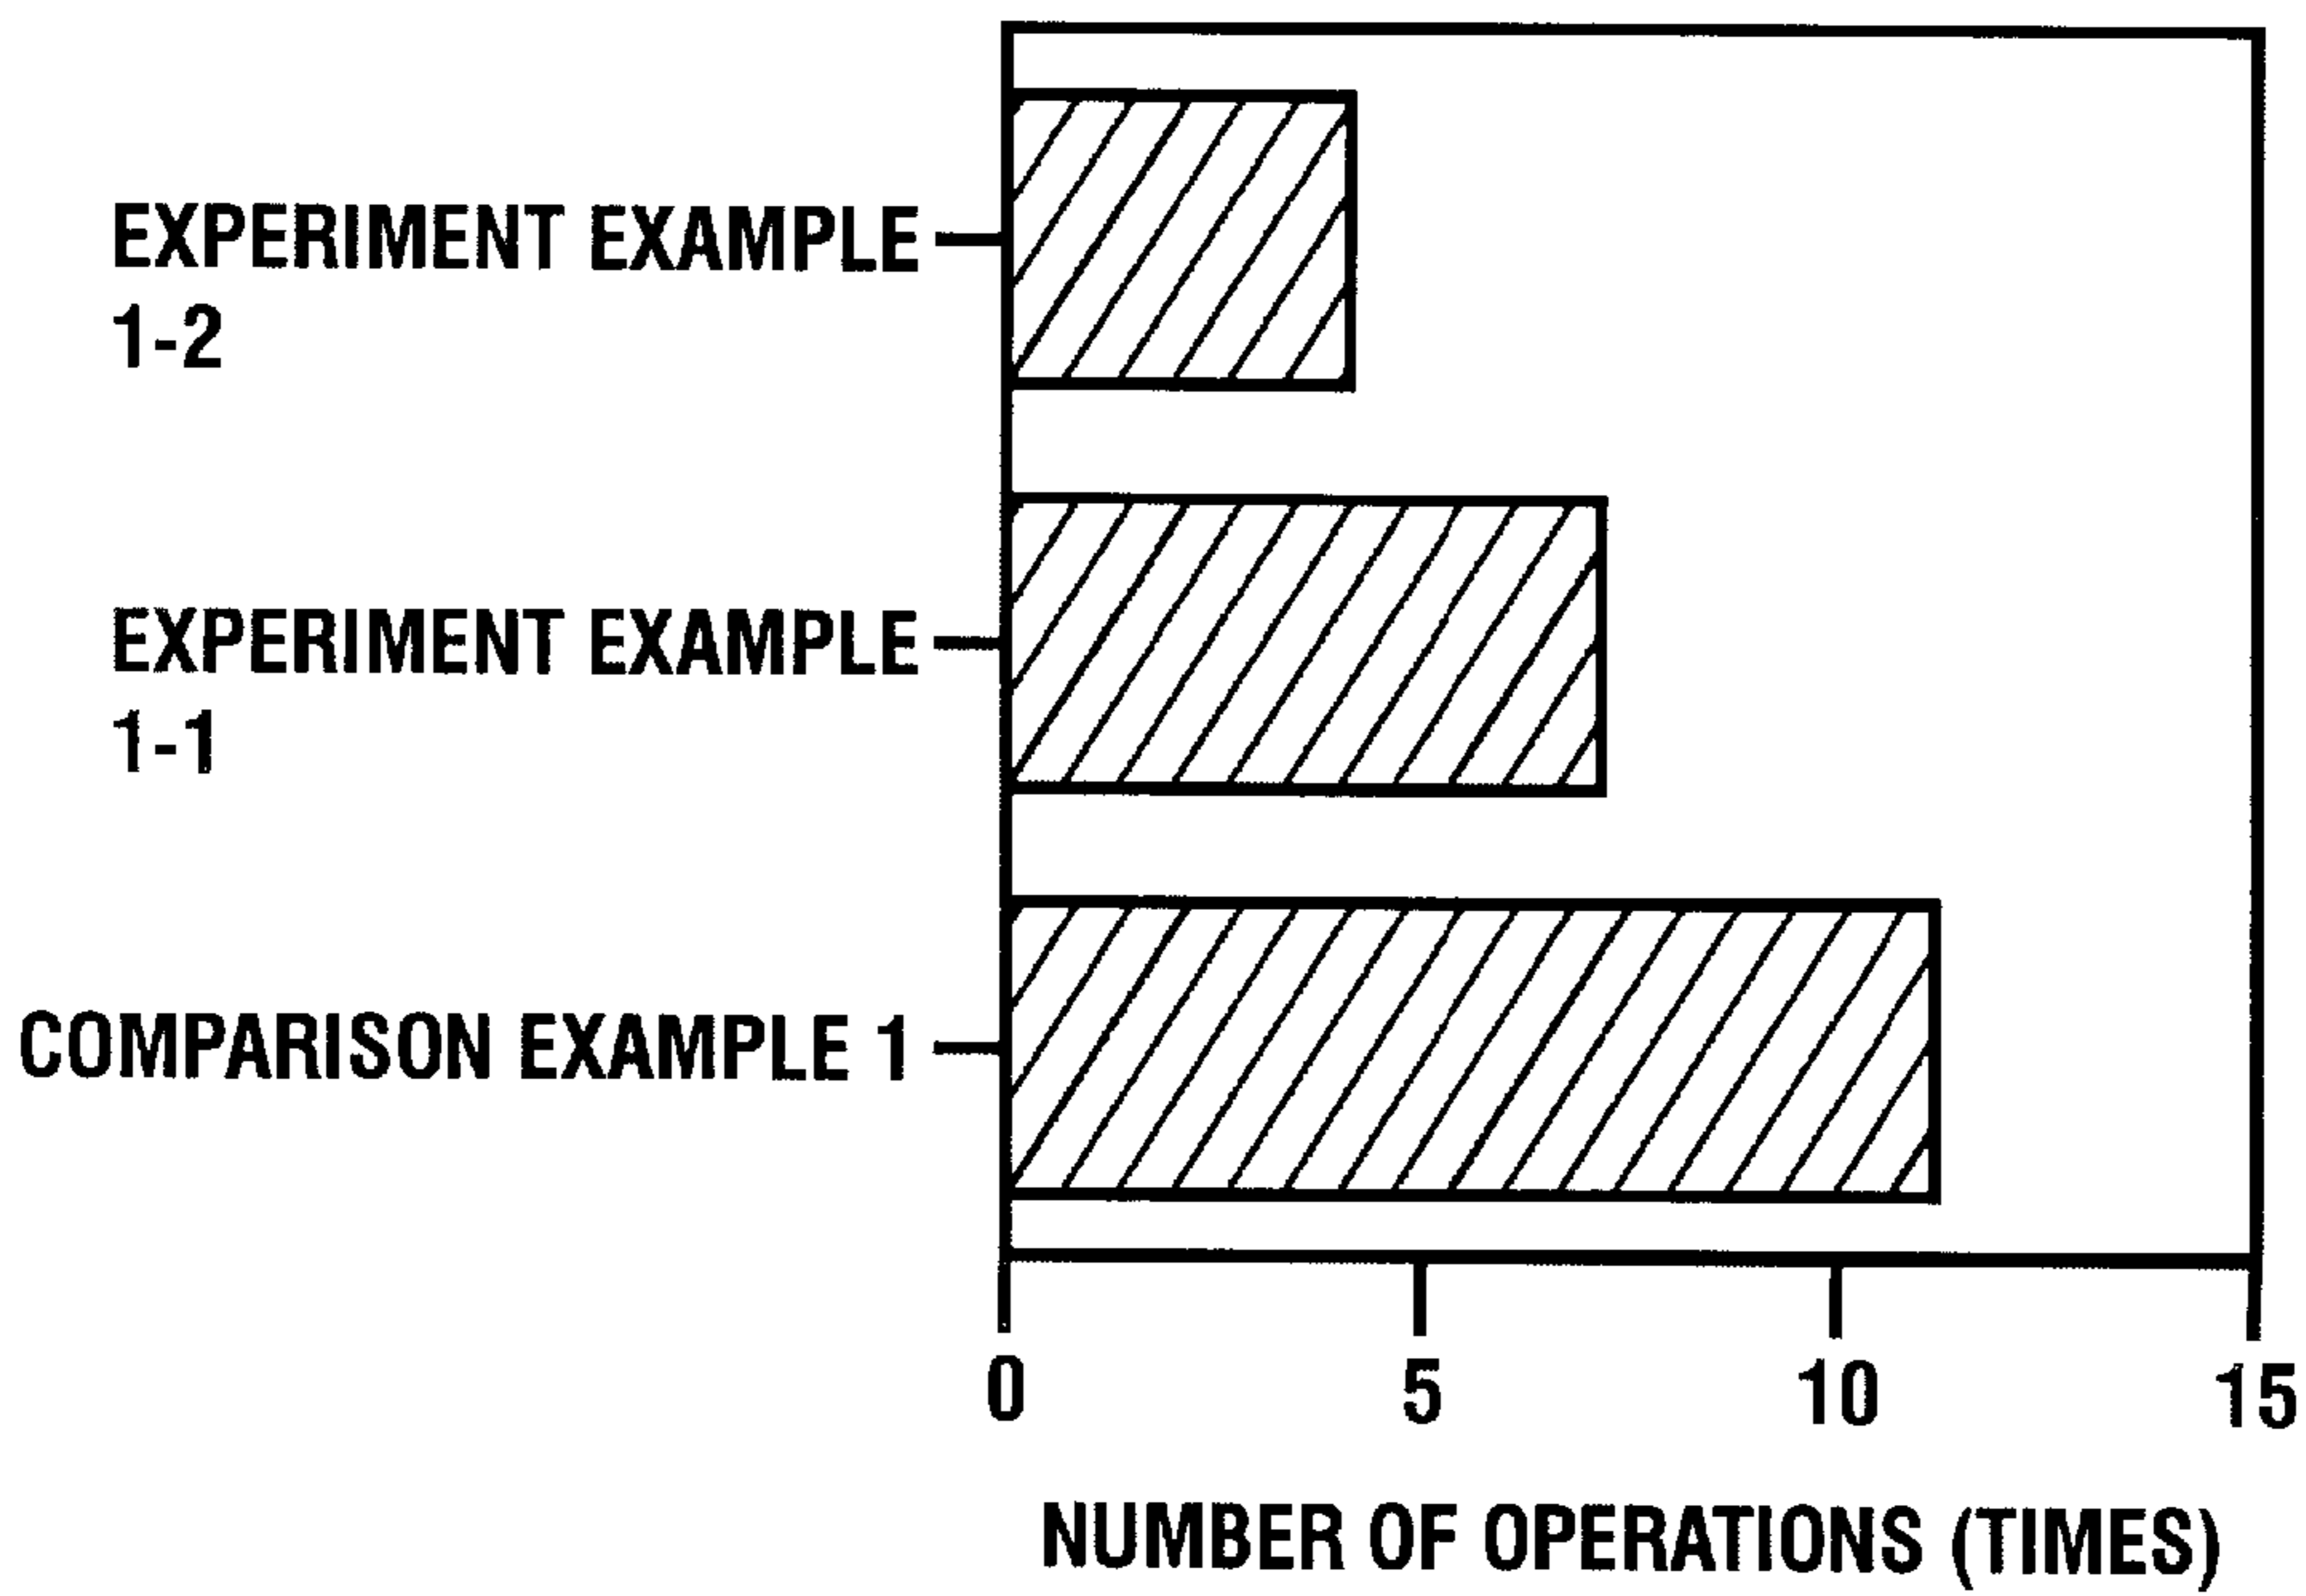 EXPERIMENT EXAMPLE
1-2
EXPERIMENT EXAMPLE
1-1
COMPARISON EXAMPLE 1
0 5 10 15
NUMBER OF OPERATIONS (TIMES)